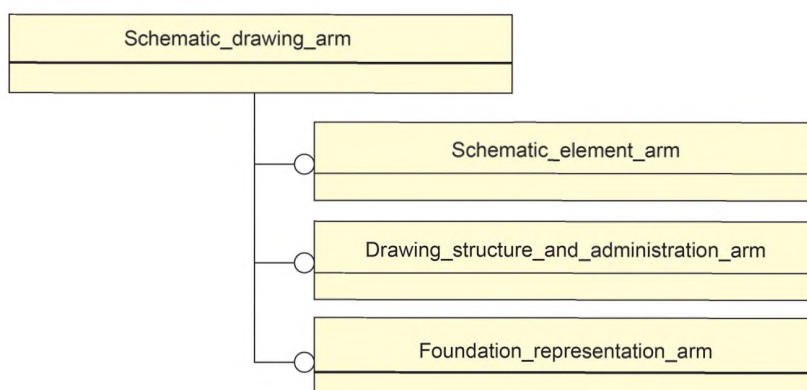 Schematic_drawing_arm
Schematic_element_arm
Drawing_structure_and_administration_arm
Foundation_representation_arm